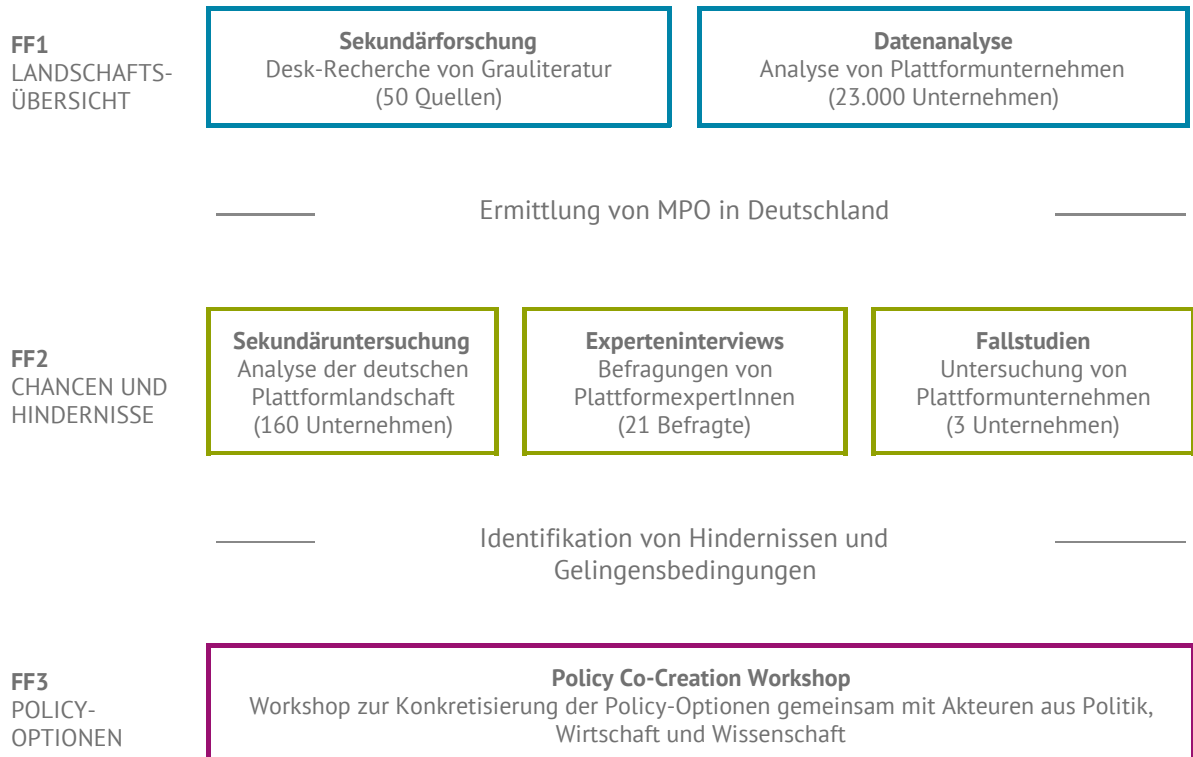 FF1
LANDSCHAFTS-
ÜBERSICHT
Sekundärforschung
Desk-Recherche von Grauliteratur
(50 Quellen)
Datenanalyse
Analyse von Plattformunternehmen
(23.000 Unternehmen)
Ermittlung von MPO in Deutschland
FF2
CHANCEN UND
HINDERNISSE
Sekundäruntersuchung
Analyse der deutschen
Plattformlandschaft
(160 Unternehmen)
Experteninterviews
Befragungen von
PlattformexpertInnen
(21 Befragte)
Fallstudien
Untersuchung von
Plattformunternehmen
(3 Unternehmen)
Identifikation von Hindernissen und
Gelingensbedingungen
FF3
POLICY-
OPTIONEN
Policy Co-Creation Workshop
Workshop zur Konkretisierung der Policy-Optionen gemeinsam mit Akteuren aus Politik,
Wirtschaft und Wissenschaft